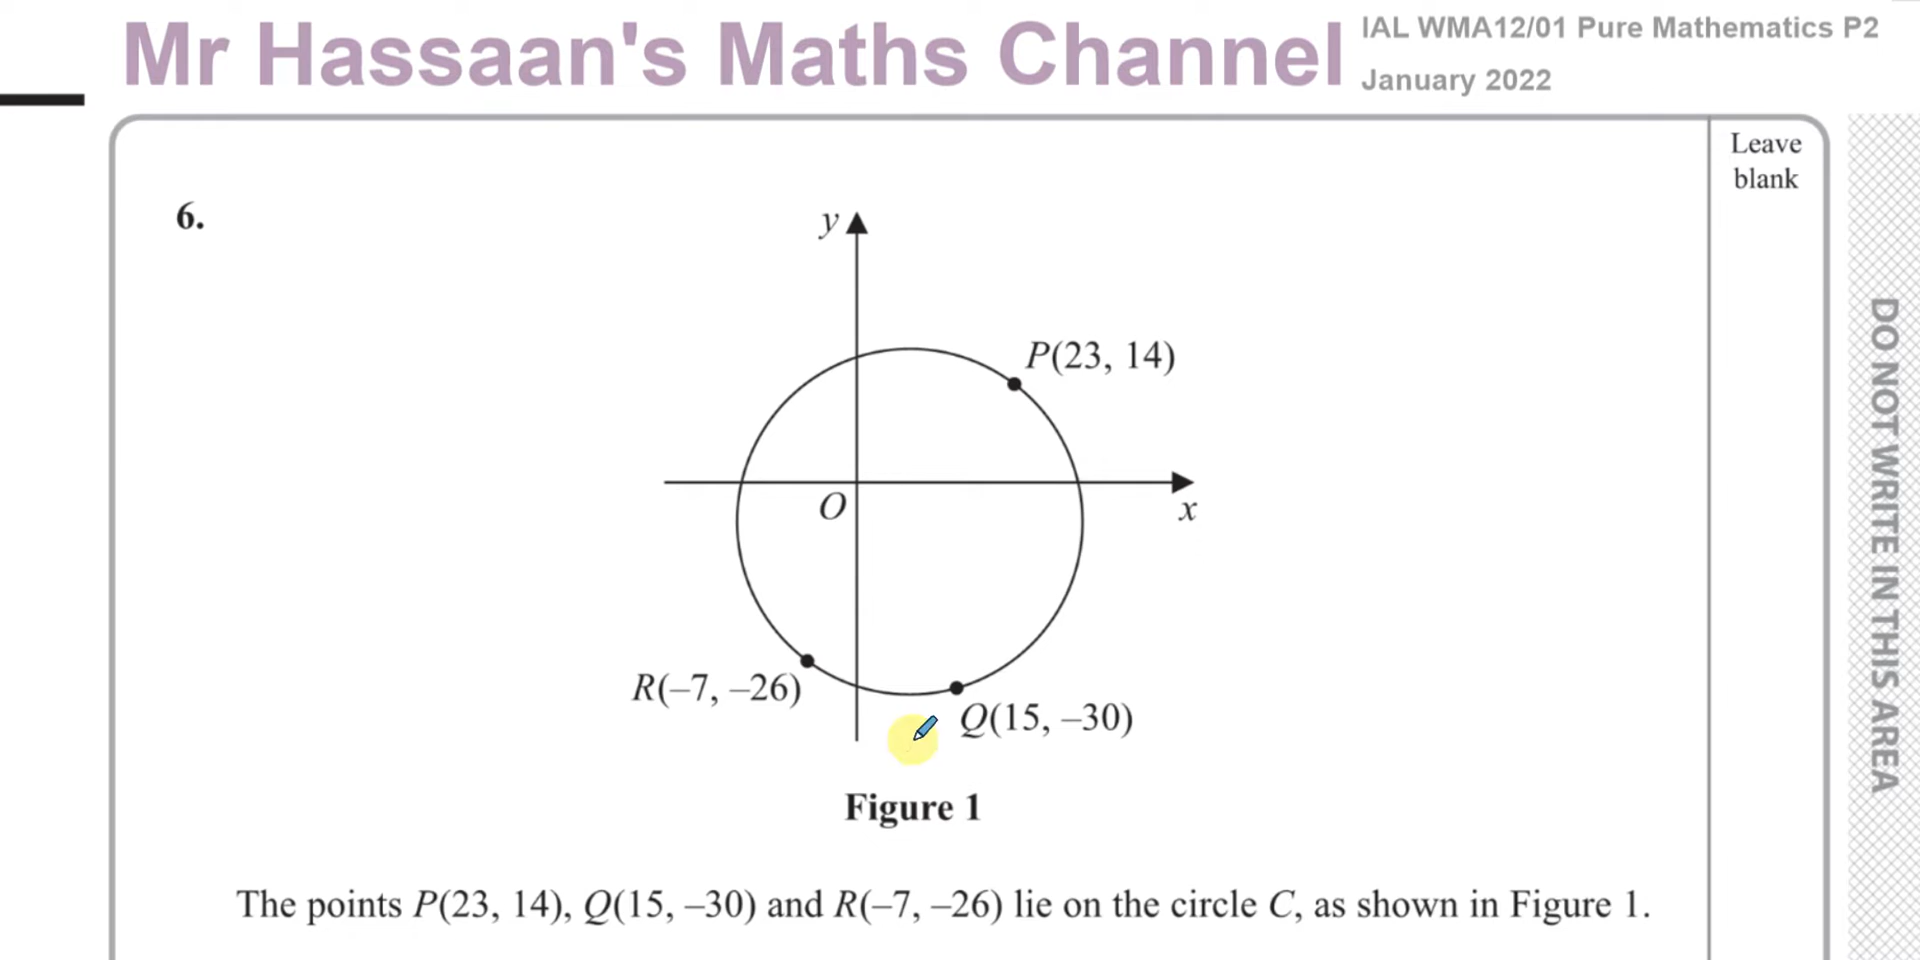 Mr Hassaan's Maths Channel
IAL WMA12/01 Pure Mathematics P2
January 2022
Leave
blank
6.
y
P(23, 14)
O
x
R(–7, –26)
Q(15, –30)
Figure 1
The points P(23, 14), Q(15, –30) and R(–7, –26) lie on the circle C, as shown in Figure 1.
DO NOT WRITE IN THIS AREA